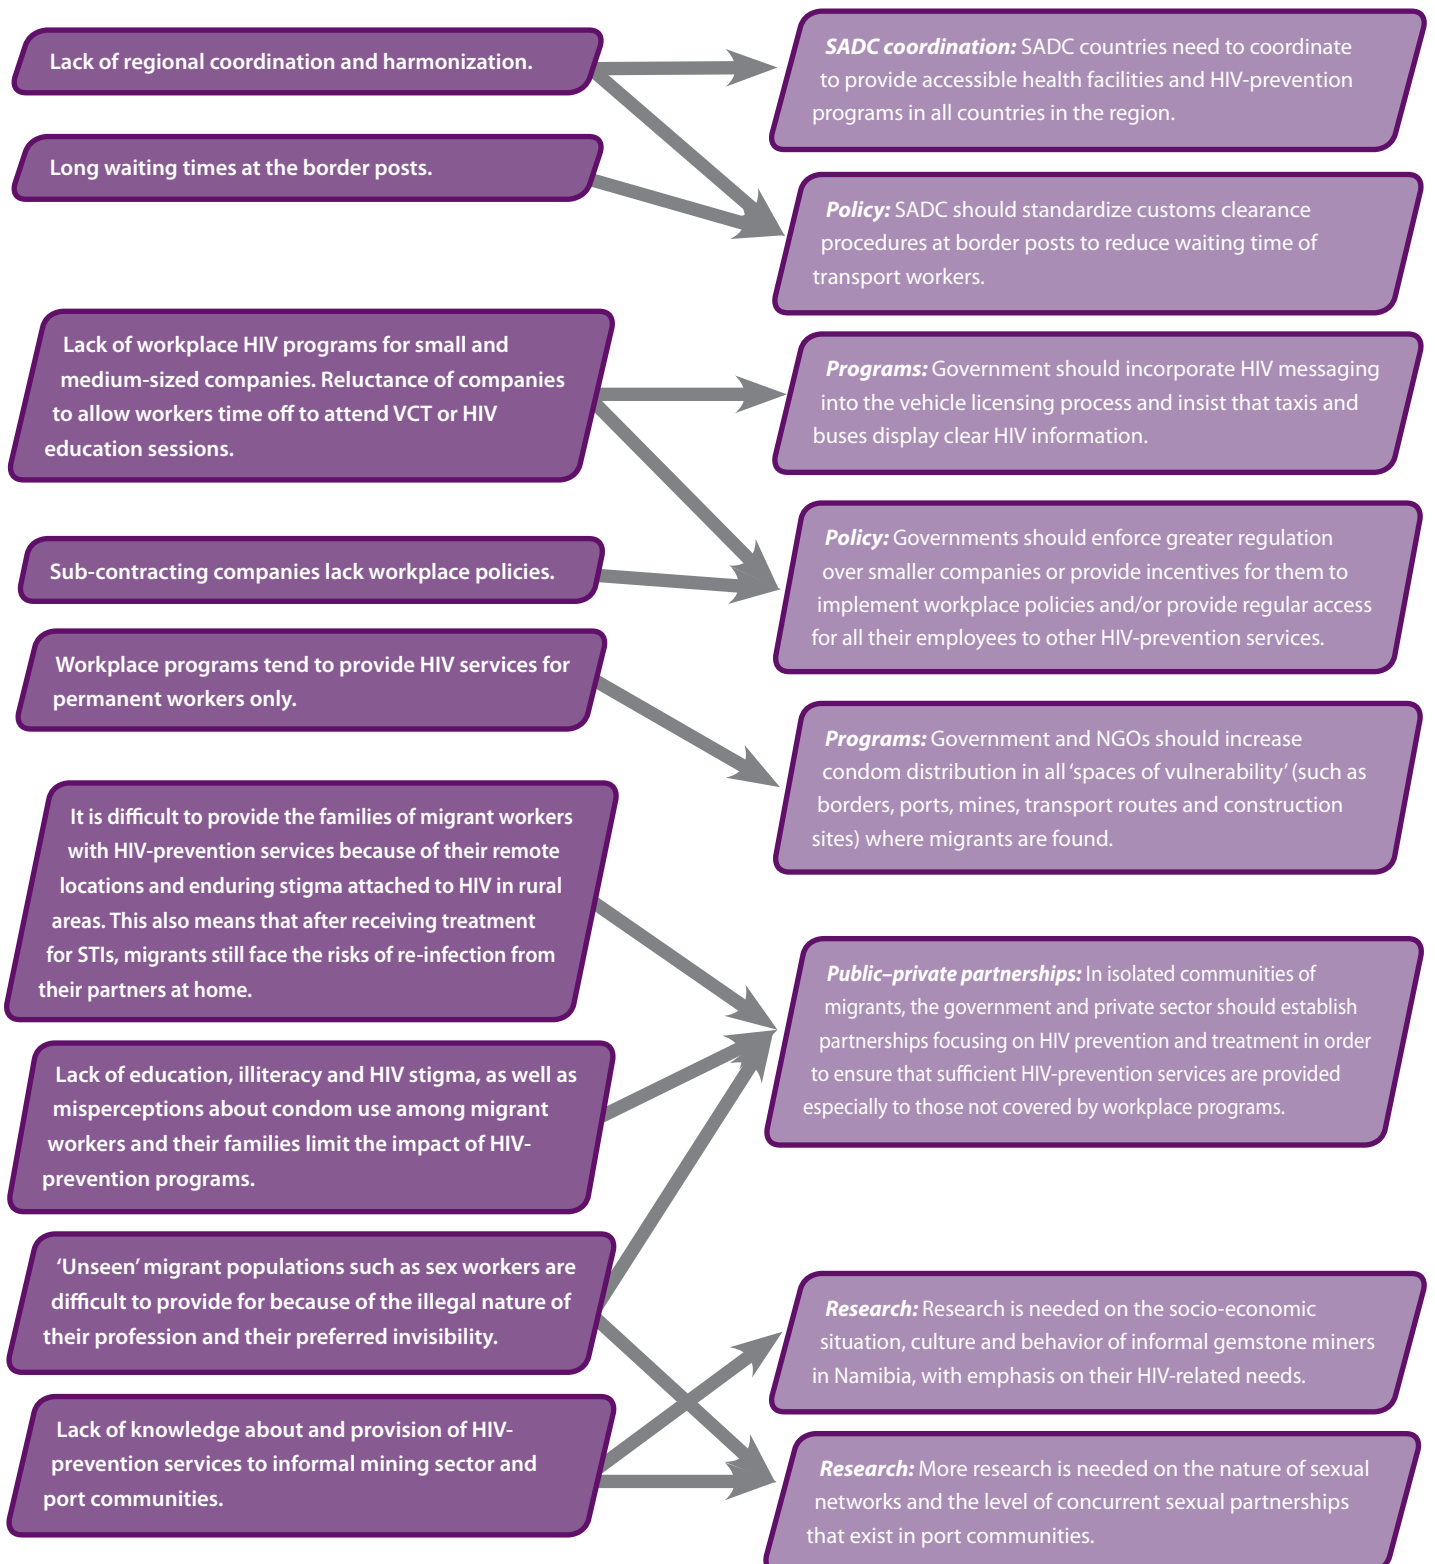 Lack of regional coordination and harmonization.
Long waiting times at the border posts.
Lack of workplace HIV programs for small and
medium-sized companies. Reluctance of companies
to allow workers time off to attend VCT or HIV
education sessions.
Sub-contracting companies lack workplace policies.
Workplace programs tend to provide HIV services for
permanent workers only.
It is difficult to provide the families of migrant workers
with HIV-prevention services because of their remote
locations and enduring stigma attached to HIV in rural
areas. This also means that after receiving treatment
for STIs, migrants still face the risks of re-infection from
their partners at home.
Lack of education, illiteracy and HIV stigma, as well as
misperceptions about condom use among migrant
workers and their families limit the impact of HIV-
prevention programs.
‘Unseen’ migrant populations such as sex workers are
difficult to provide for because of the illegal nature of
their profession and their preferred invisibility.
Lack of knowledge about and provision of HIV-
prevention services to informal mining sector and
port communities.
SADC coordination: SADC countries need to coordinate
to provide accessible health facilities and HIV-prevention
programs in all countries in the region.
Policy: SADC should standardize customs clearance
procedures at border posts to reduce waiting time of
transport workers.
Programs: Government should incorporate HIV messaging
into the vehicle licensing process and insist that taxis and
buses display clear HIV information.
Policy: Governments should enforce greater regulation
over smaller companies or provide incentives for them to
implement workplace policies and/or provide regular access
for all their employees to other HIV-prevention services.
Programs: Government and NGOs should increase
condom distribution in all ‘spaces of vulnerability’ (such as
borders, ports, mines, transport routes and construction
sites) where migrants are found.
Public–private partnerships: In isolated communities of
migrants, the government and private sector should establish
partnerships focusing on HIV prevention and treatment in order
to ensure that sufficient HIV-prevention services are provided
especially to those not covered by workplace programs.
Research: Research is needed on the socio-economic
situation, culture and behavior of informal gemstone miners
in Namibia, with emphasis on their HIV-related needs.
Research: More research is needed on the nature of sexual
networks and the level of concurrent sexual partnerships
that exist in port communities.